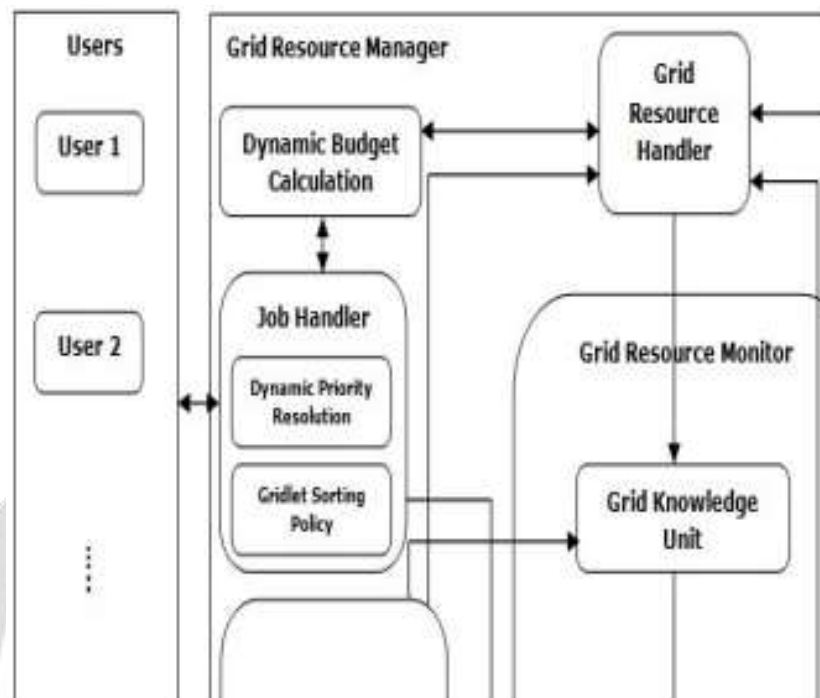 Users
User 1
User 2
Grid Resource Manager
Dynamic Budget
Calculation
Job Handler
Dynamic Priority
Resolution
Gridlet Sorting
Policy
Grid
Resource
Handler
Grid Resource Monitor
Grid Knowledge
Unit